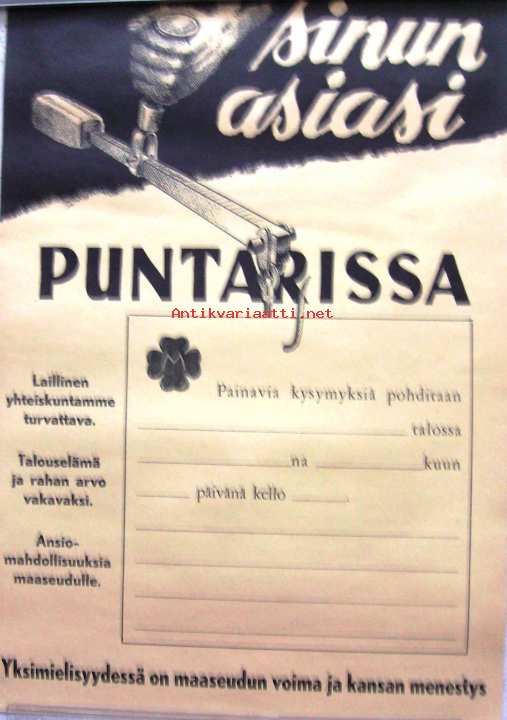 sinun
asiasi
PUNTARISSA
Antikvariaatti.net
M
Laillinen
yhteiskuntamme
turvattava.
Talouselämä
ja rahan arvo
vakavaksi.
Ansio-
mahdollisuuksia
maaseudulle.
Painavia kysymyksiä pohditaan
talossa
na kuun
päivänä kello
Yksimielisyydessä on maaseudun voima ja kansan menestys